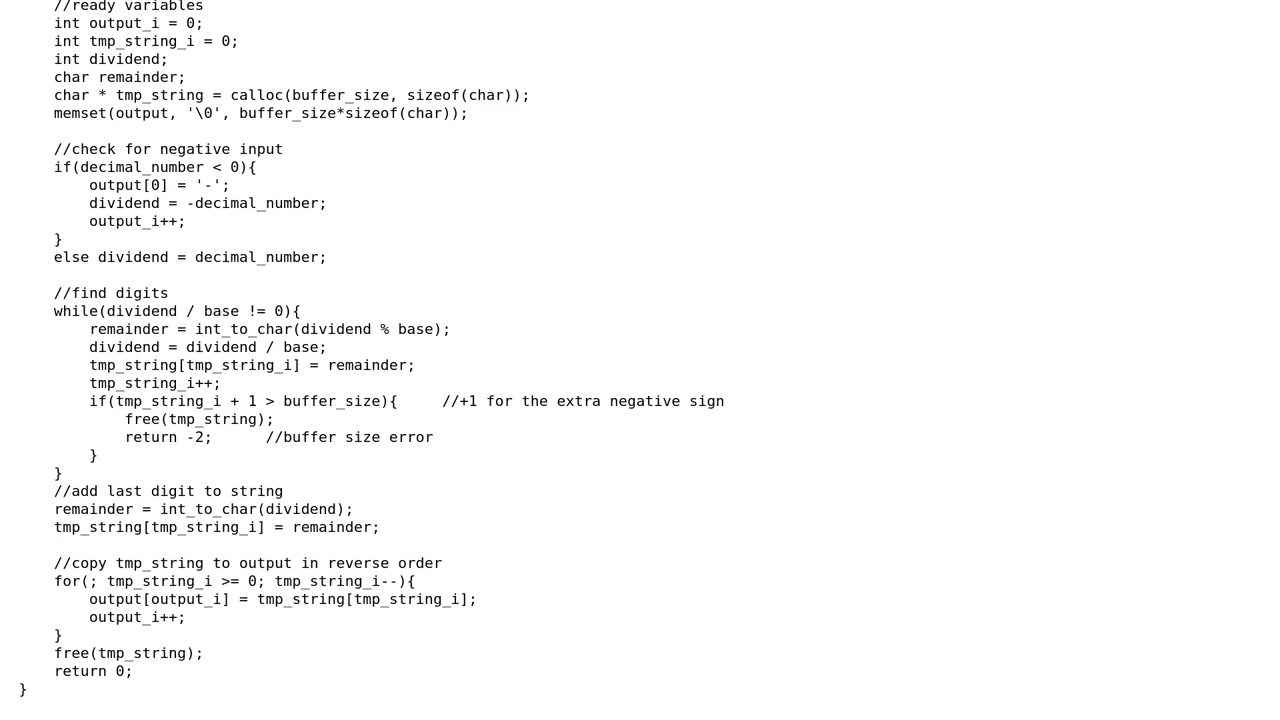 //ready variables
int output_i = 0;
int tmp_string_i = 0;
int dividend;
char remainder;
char * tmp_string = calloc(buffer_size, sizeof(char));
memset(output, '\0', buffer_size*sizeof(char));

//check for negative input
if(decimal_number < 0){
    output[0] = '-';
    dividend = -decimal_number;
    output_i++;
}
else dividend = decimal_number;

//find digits
while(dividend / base != 0){
    remainder = int_to_char(dividend % base);
    dividend = dividend / base;
    tmp_string[tmp_string_i] = remainder;
    tmp_string_i++;
    if(tmp_string_i + 1 > buffer_size){     //+1 for the extra negative sign
        free(tmp_string);
        return -2;      //buffer size error
    }
}
//add last digit to string
remainder = int_to_char(dividend);
tmp_string[tmp_string_i] = remainder;

//copy tmp_string to output in reverse order
for(; tmp_string_i >= 0; tmp_string_i--){
    output[output_i] = tmp_string[tmp_string_i];
    output_i++;
}
free(tmp_string);
return 0;
}